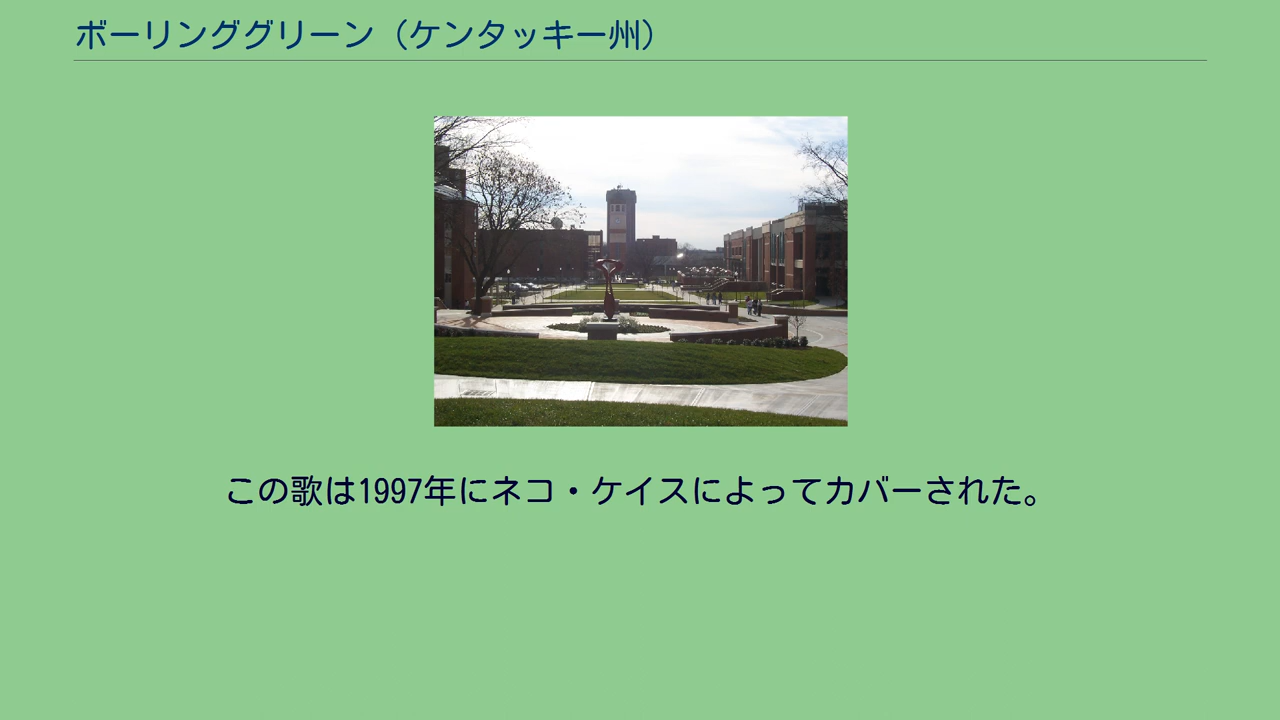 ボーリンググリーン（ケンタッキー州）
この歌は1997年にネコ・ケイスによってカバーされた。